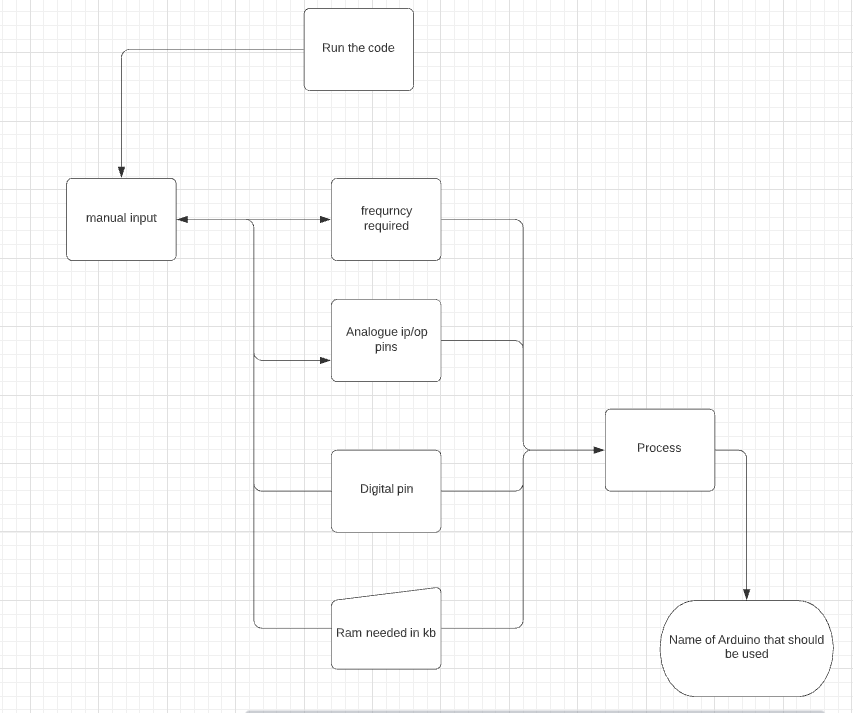 Run the code
manual input
frequrncy
required
Analogue ip/op
pins
Digital pin
Ram needed in kb
Process
Name of Arduino that should
be used